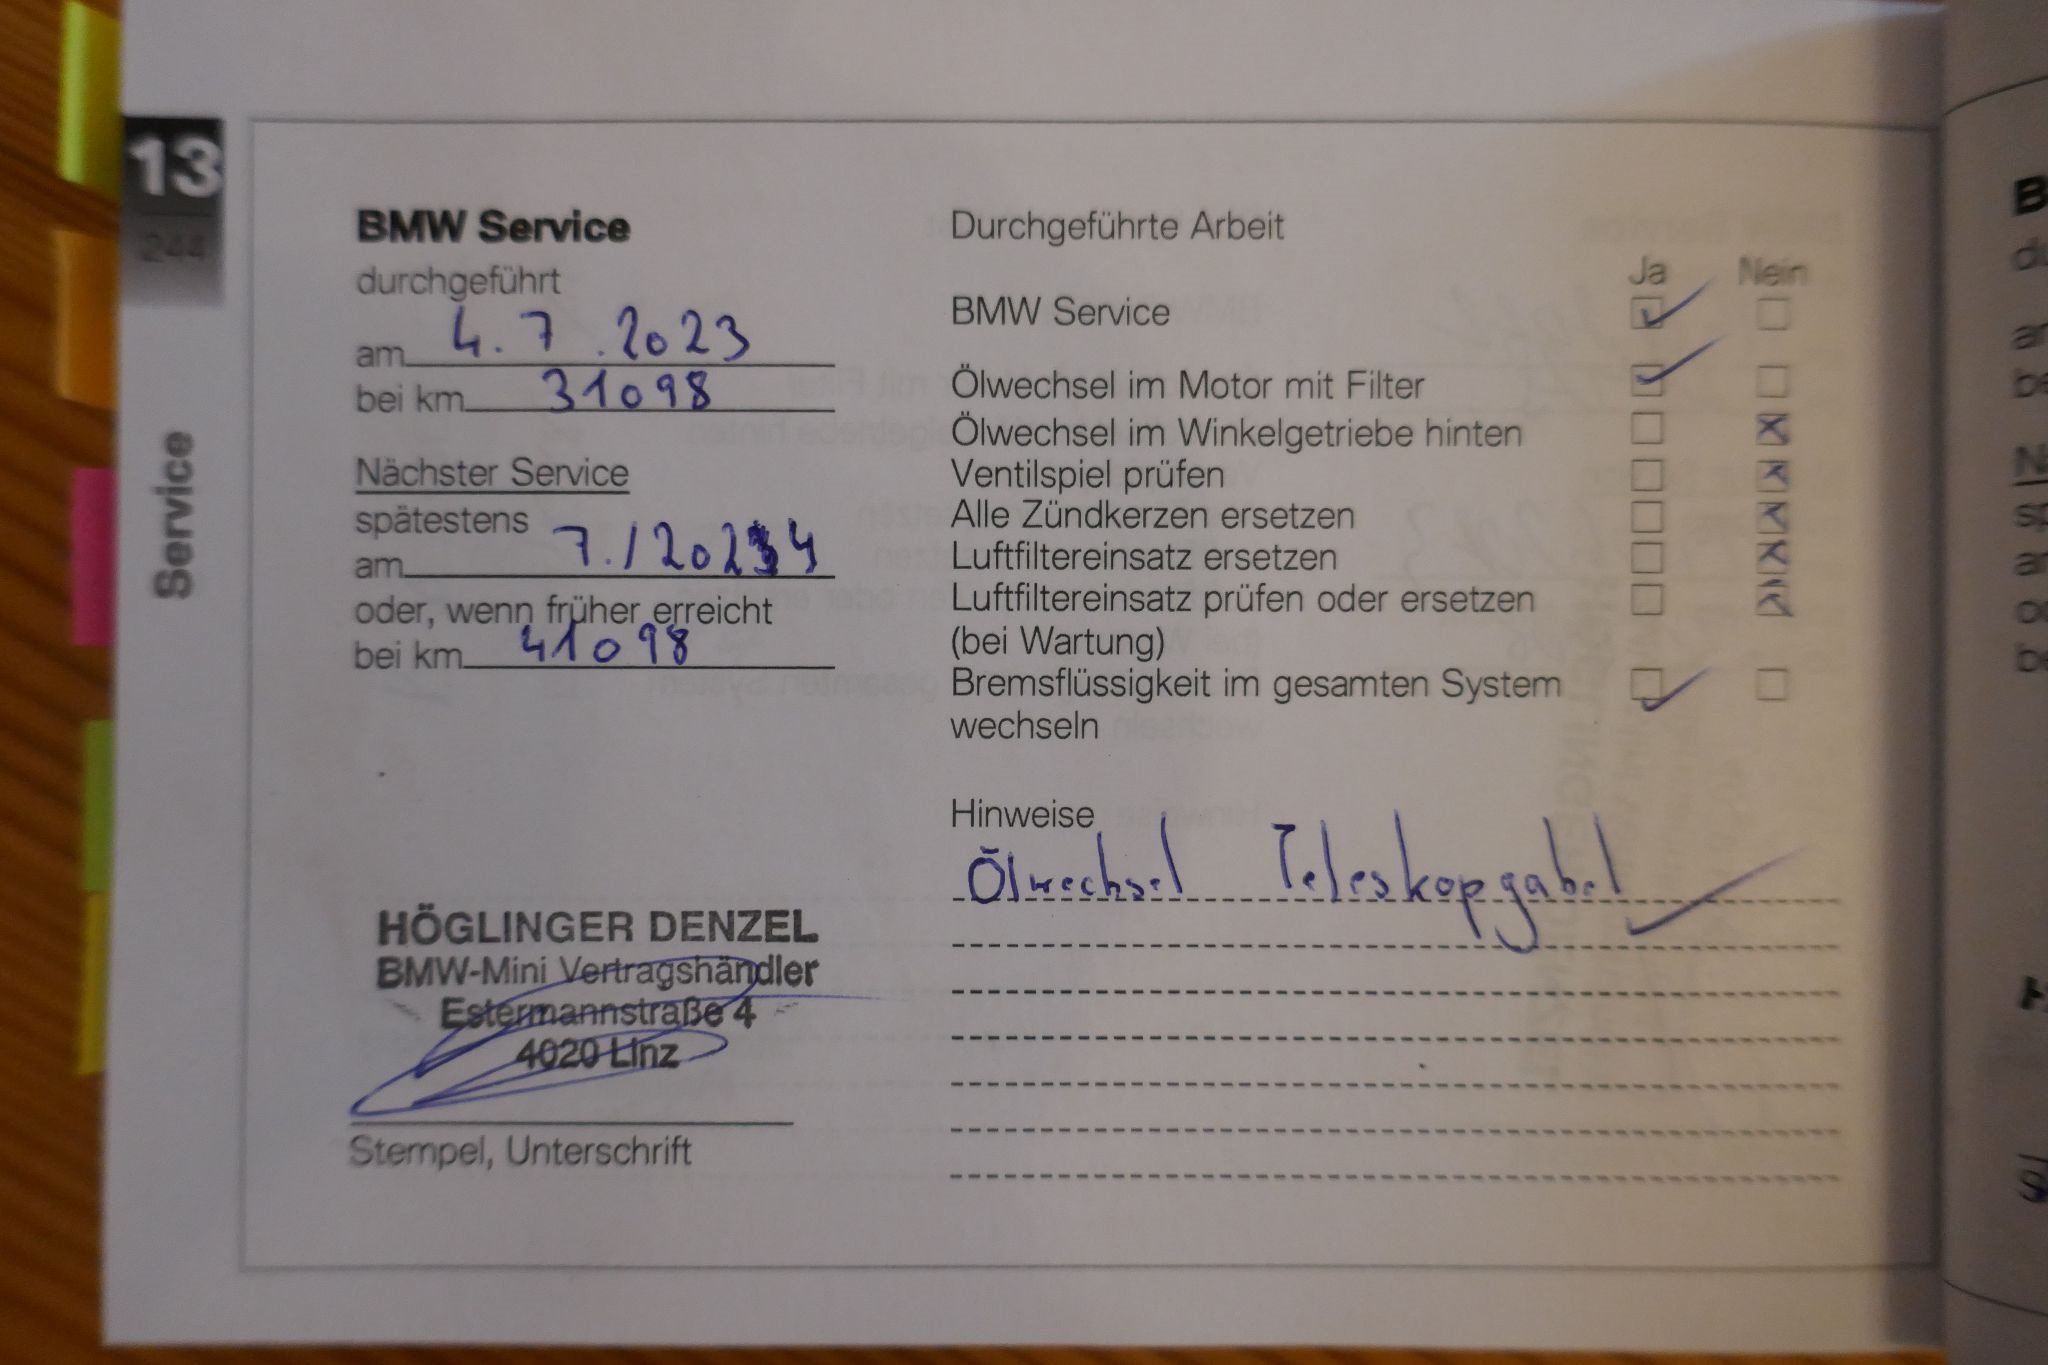 13
244
Service
BMW Service
durchgeführt
am 4.7.2023
bei km 31098
Nächster Service
spätestens
am 7./2024
oder, wenn früher erreicht
bei km 41098
HÖGLINGER DENZEL
BMW-Mini Vertragshändler
Estermannstraße 4
4020 Linz
Stempel, Unterschrift
Durchgeführte Arbeit
Ja Nein
BMW Service
Ölwechsel im Motor mit Filter
Ölwechsel im Winkelgetriebe hinten
Ventilspiel prüfen
Alle Zündkerzen ersetzen
Luftfiltereinsatz ersetzen
Luftfiltereinsatz prüfen oder ersetzen
(bei Wartung)
Bremsflüssigkeit im gesamten System
wechseln
Hinweise
Ölwechsel Teleskopgabel